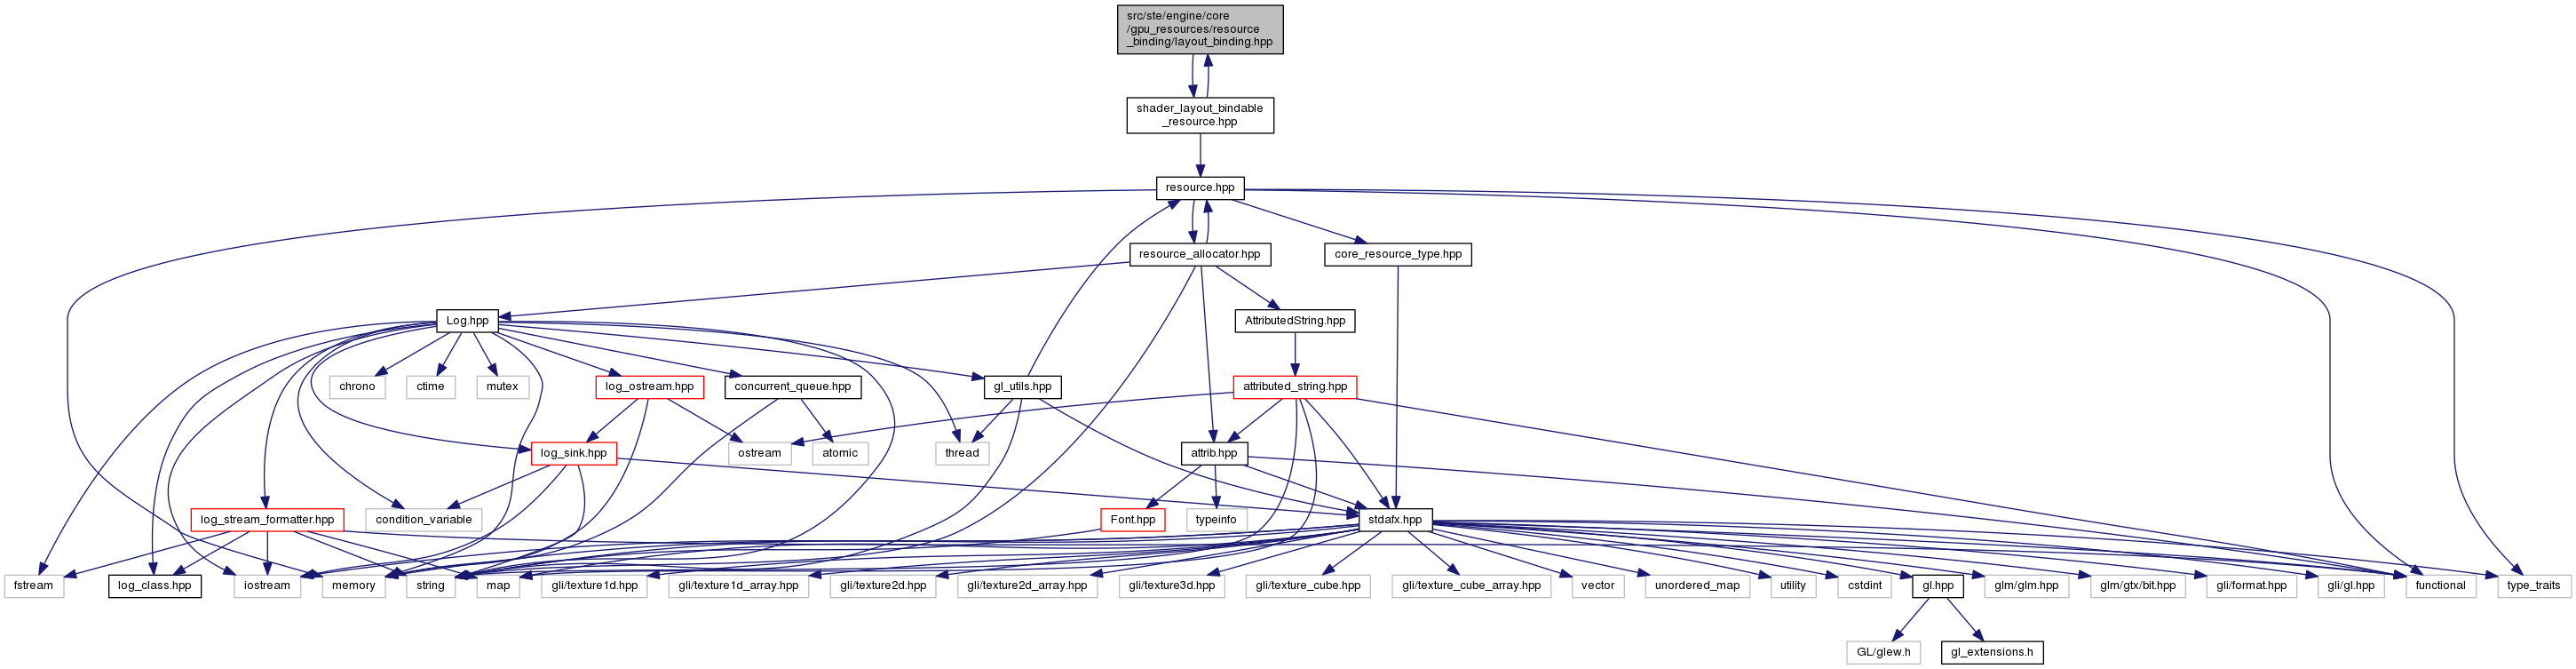 src/ste/engine/core
/gpu_resources/resource
_binding/layout_binding.hpp
shader_layout_bindable
_resource.hpp
resource.hpp
resource_allocator.hpp
core_resource_type.hpp
Log.hpp
AttributedString.hpp
chrono
ctime
mutex
log_ostream.hpp
concurrent_queue.hpp
gl_utils.hpp
attributed_string.hpp
log_sink.hpp
ostream
atomic
thread
attrib.hpp
log_stream_formatter.hpp
condition_variable
Font.hpp
typeinfo
stdafx.hpp
fstream
log_class.hpp
iostream
memory
string
map
gli/texture1d.hpp
gli/texture1d_array.hpp
gli/texture2d.hpp
gli/texture2d_array.hpp
gli/texture3d.hpp
gli/texture_cube.hpp
gli/texture_cube_array.hpp
vector
unordered_map
utility
cstdint
gl.hpp
glm/glm.hpp
glm/gtx/bit.hpp
gli/format.hpp
gli/gl.hpp
functional
type_traits
GL/glew.h
gl_extensions.h